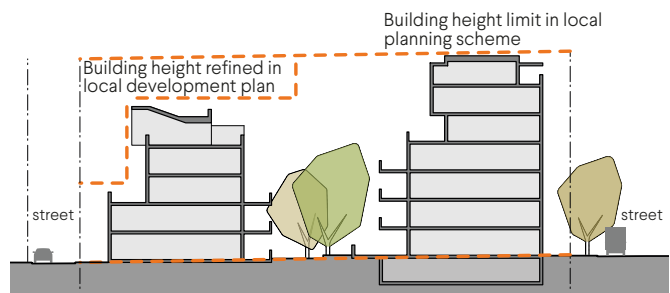 Building height limit in local
planning scheme
Building height refined in
local development plan
street
street